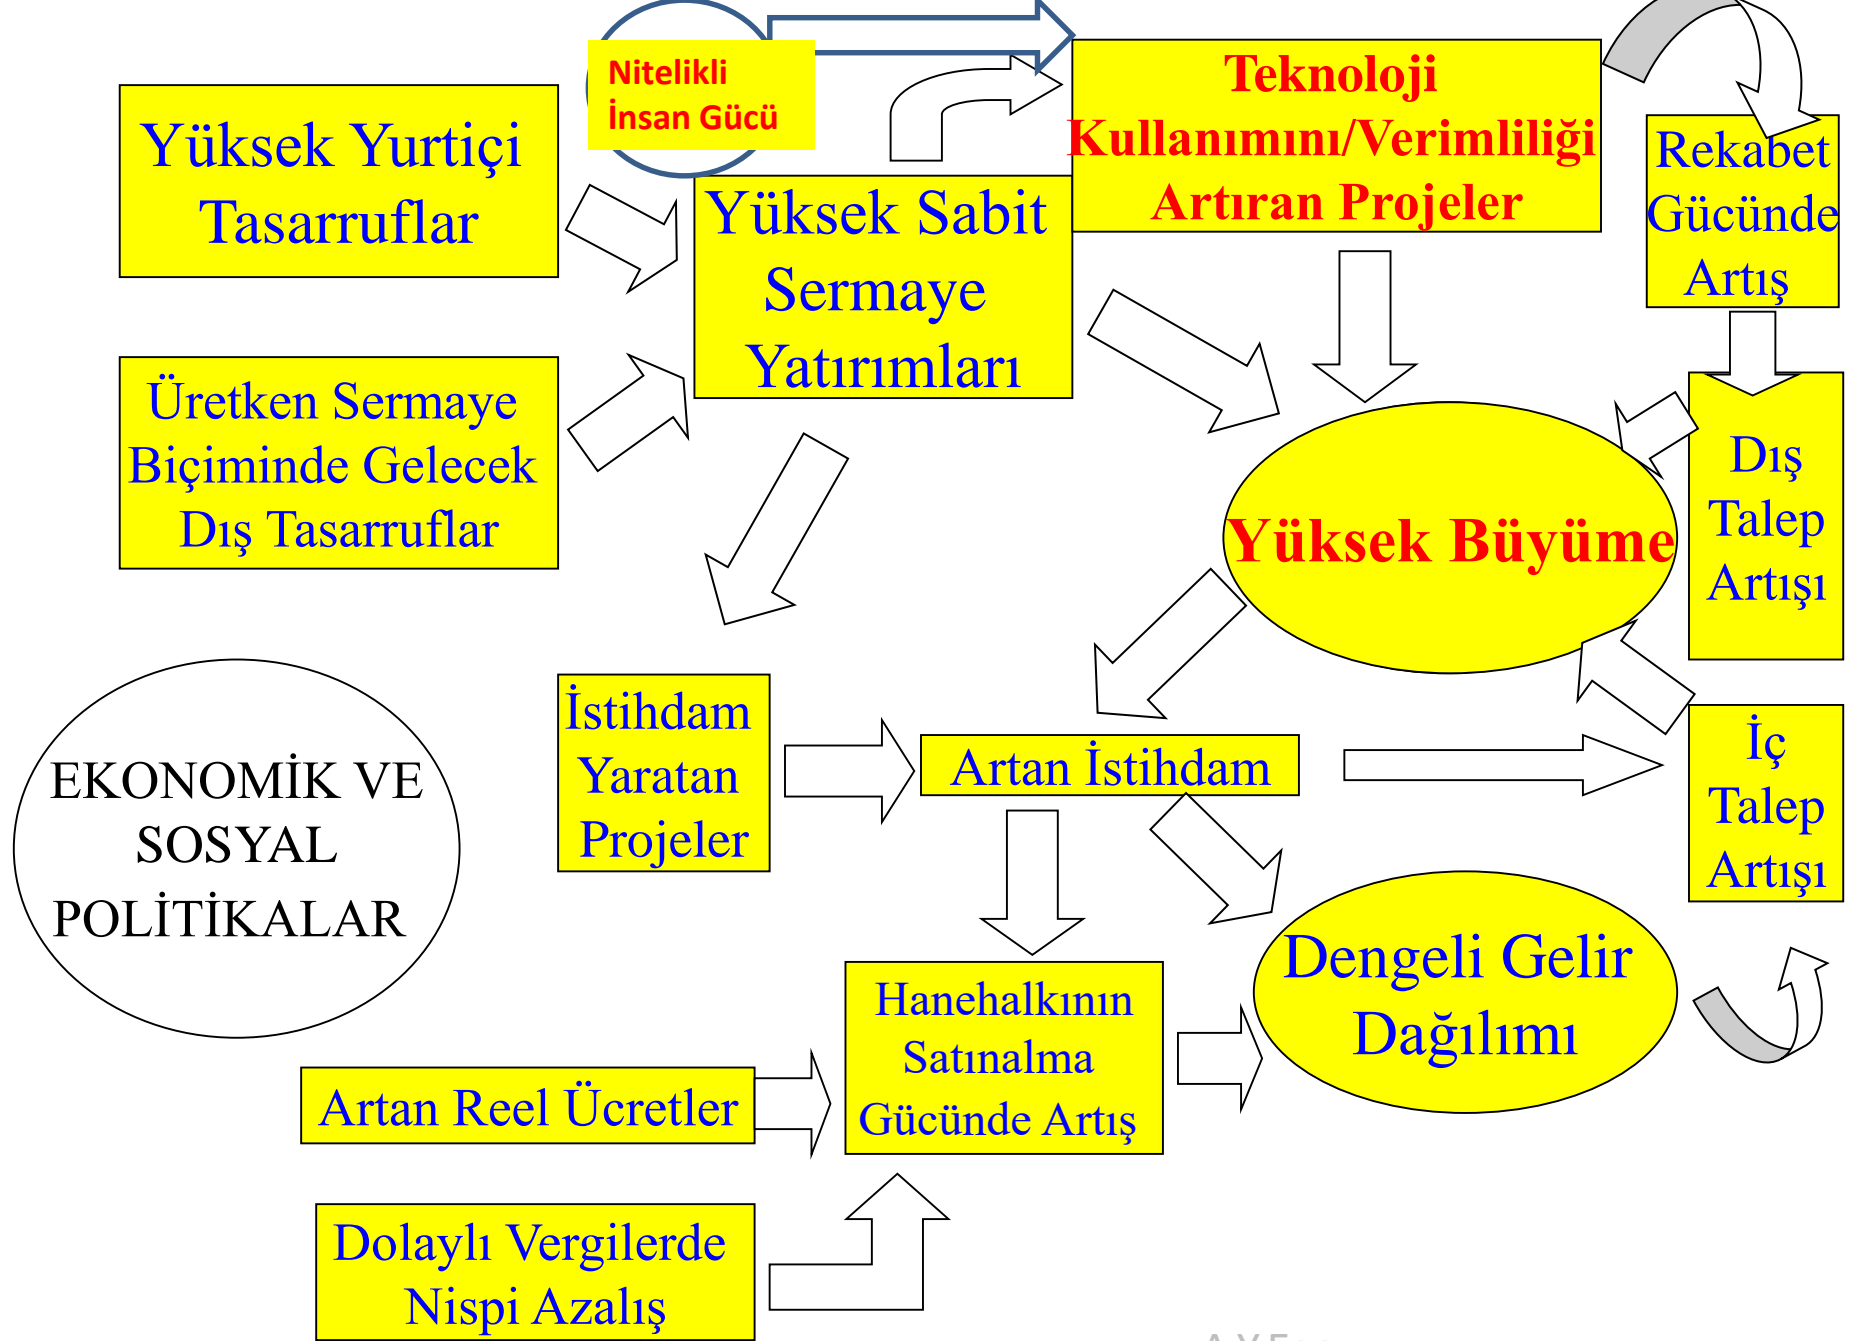 Nitelikli
İnsan Gücü
Teknoloji
Kullanımını/Verimliliği
Artıran Projeler
Yüksek Yurtiçi
Tasarruflar
Rekabet
Gücünde
Artış
Yüksek Sabit
Sermaye
Yatırımları
Üretken Sermaye
Biçiminde Gelecek
Dış Tasarruflar
Dış
Talep
Artışı
Yüksek Büyüme
EKONOMİK VE
SOSYAL
POLİTİKALAR
İstihdam
Yaratan
Projeler
Artan İstihdam
İç
Talep
Artışı
Dengeli Gelir
Dağılımı
Hanehalkının
Satınalma
Gücünde Artış
Artan Reel Ücretler
Dolaylı Vergilerde
Nispi Azalış